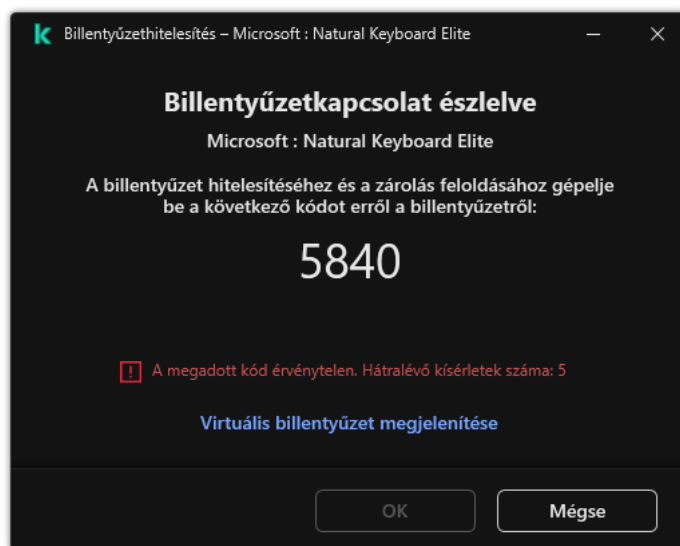 Billentyűzethitelesítés – Microsoft : Natural Keyboard Elite
Billentyűzetkapcsolat észlelve
Microsoft : Natural Keyboard Elite
A billentyűzet hitelesítéséhez és a zárolás feloldásához gépelje
be a következő kódot erről a billentyűzetről:
5840
A megadott kód érvénytelen. Hátralévő kísérletek száma: 5
Virtuális billentyűzet megjelenítése
OK
Mégse